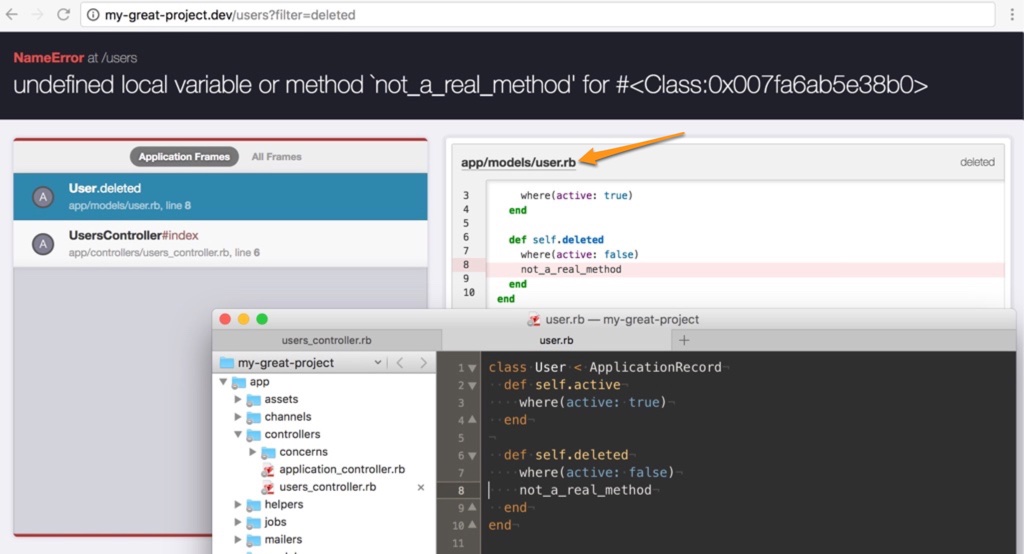 my-great-project.dev/users?filter=deleted
NameError at /users
undefined local variable or method `not_a_real_method' for #<Class:0x007fa6ab5e38b0>
Application Frames All Frames
A User.deleted
app/models/user.rb, line 8
A UsersController#index
app/controllers/users_controller.rb, line 6
app/models/user.rb deleted
3 where(active: true)
4 end
5
6 def self.deleted
7 where(active: false)
8 not_a_real_method
9 end
10 end
user.rb — my-great-project
users_controller.rb user.rb
my-great-project
app
assets
channels
controllers
concerns
application_controller.rb
users_controller.rb
helpers
jobs
mailers
1 class User < ApplicationRecord
2 def self.active
3 where(active: true)
4 end
5
6 def self.deleted
7 where(active: false)
8 not_a_real_method
9 end
10 end
11